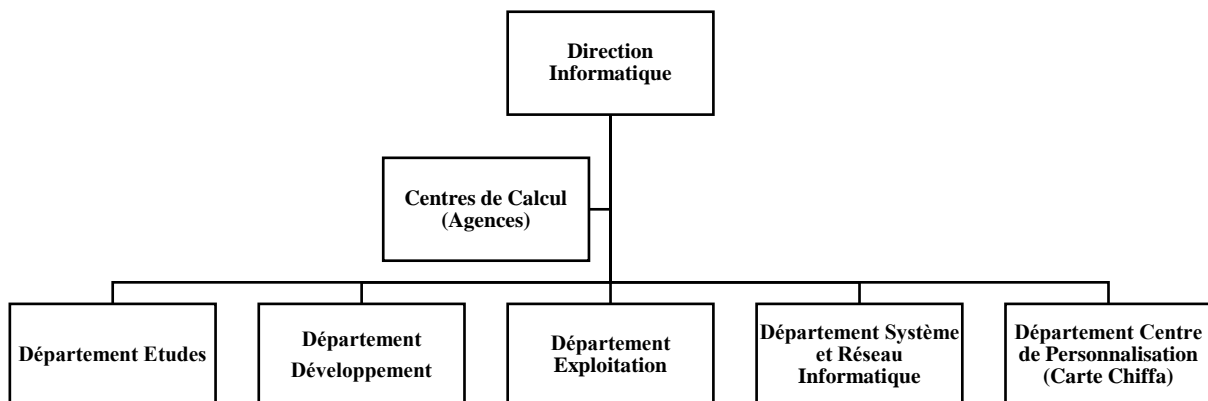 Direction
Informatique
Centres de Calcul
(Agences)
Département Etudes
Département
Développement
Département
Exploitation
Département Système
et Réseau
Informatique
Département Centre
de Personnalisation
(Carte Chiffa)